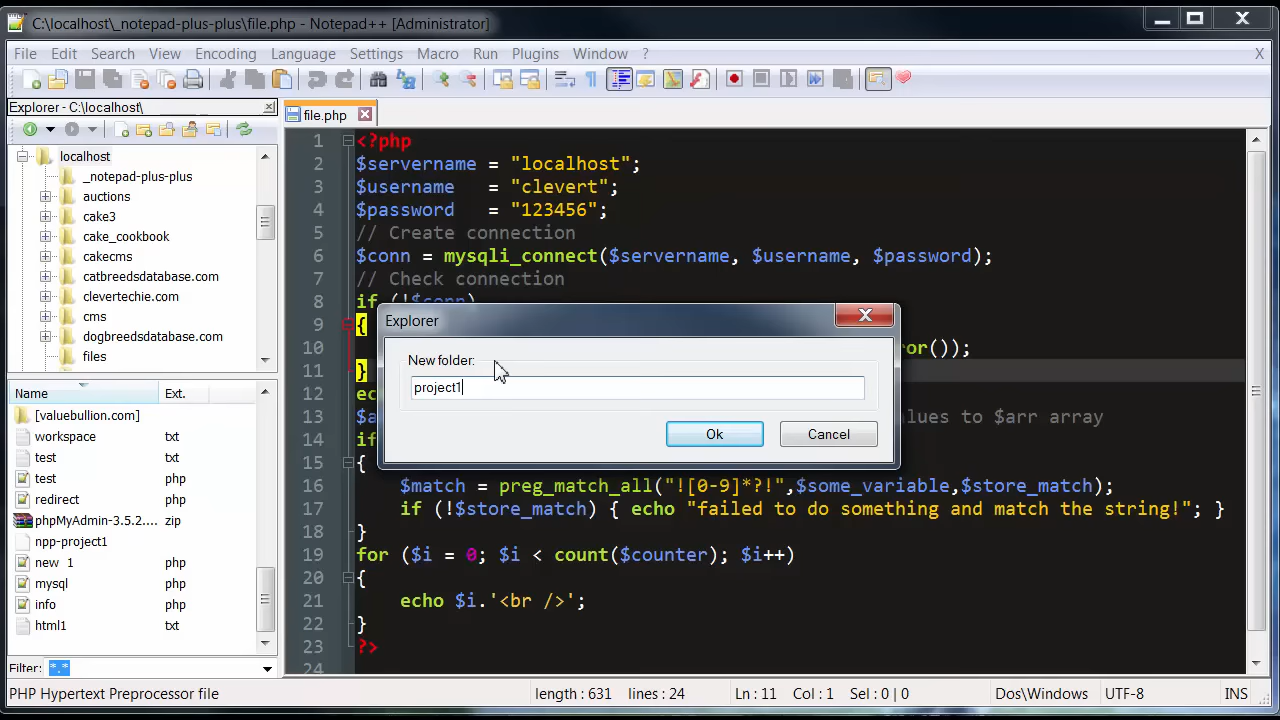 C:\localhost\_notepad-plus-plus\file.php - Notepad++ [Administrator]
File Edit Search View Encoding Language Settings Macro Run Plugins Window ? X
Explorer - C:\localhost\
file.php
localhost
_notepad-plus-plus
auctions
cake3
cake_cookbook
cakecms
catbreedsdatabase.com
clevertechie.com
cms
dogbreedsdatabase.com
files
Name Ext.
[valuebullion.com]
workspace txt
test txt
test php
redirect php
phpMyAdmin-3.5.2.... zip
npp-project1
new 1 php
mysql php
info php
html1 txt
Filter: *.*
1 <?php
2 $servername = "localhost";
3 $username = "clevert";
4 $password = "123456";
5 // Create connection
6 $conn = mysqli_connect($servername, $username, $password);
7 // Check connection
8 if (!$conn)
9 {
10 ror());
11 }
12 ec
13 $a alues to $arr array
14 if
15 {
16 $match = preg_match_all("![0-9]*?!",$some_variable,$store_match);
17 if (!$store_match) { echo "failed to do something and match the string!"; }
18 }
19 for ($i = 0; $i < count($counter); $i++)
20 {
21 echo $i.'<br />';
22 }
23 ?>
24
Explorer
New folder:
project1
Ok Cancel
PHP Hypertext Preprocessor file length : 631 lines : 24 Ln : 11 Col : 1 Sel : 0 | 0 Dos\Windows UTF-8 INS